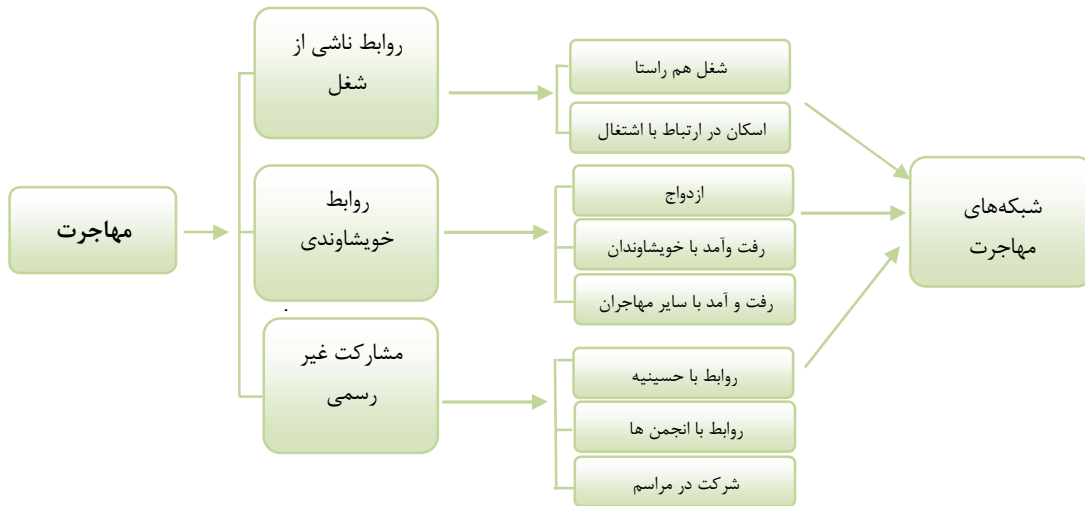 مهاجرت
روابط ناشی از
شغل
شغل هم راستا
اسکان در ارتباط با اشتغال
روابط
خویشاوندی
ازدواج
رفت وآمد با خویشاوندان
رفت و آمد با سایر مهاجران
مشارکت غیر
رسمی
روابط با حسینیه
روابط با انجمن ها
شرکت در مراسم
شبکه‌های
مهاجرت